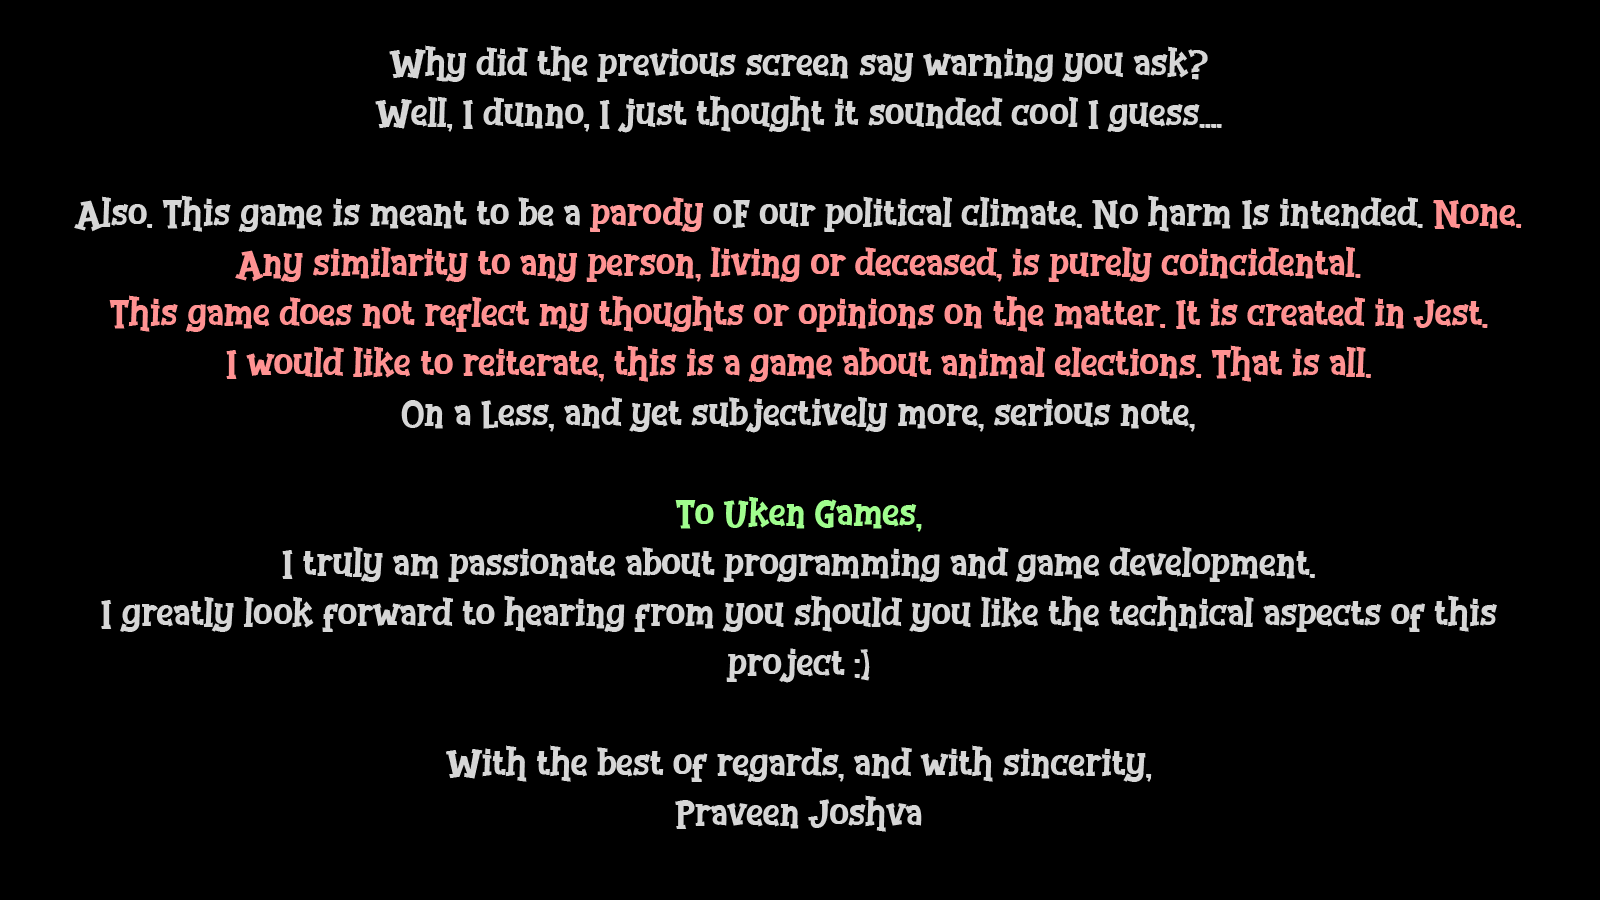 Why did the previous screen say warning you ask?
Well, I dunno, I just thought it sounded cool I guess....
Also. This game is meant to be a parody oF our political climate. No harm Is intended. None.
Any similarity to any person, living or deceased, is purely coincidental.
This game does not reflect my thoughts or opinions on the matter. It is created in Jest.
I would like to reiterate, this is a game about animal elections. That is all.
On a Less, and yet subjectively more, serious note,
To Uken Games,
I truly am passionate about programming and game development.
I greatly look forward to hearing from you should you like the technical aspects of this
project :)
With the best of regards, and with sincerity,
Praveen Joshva